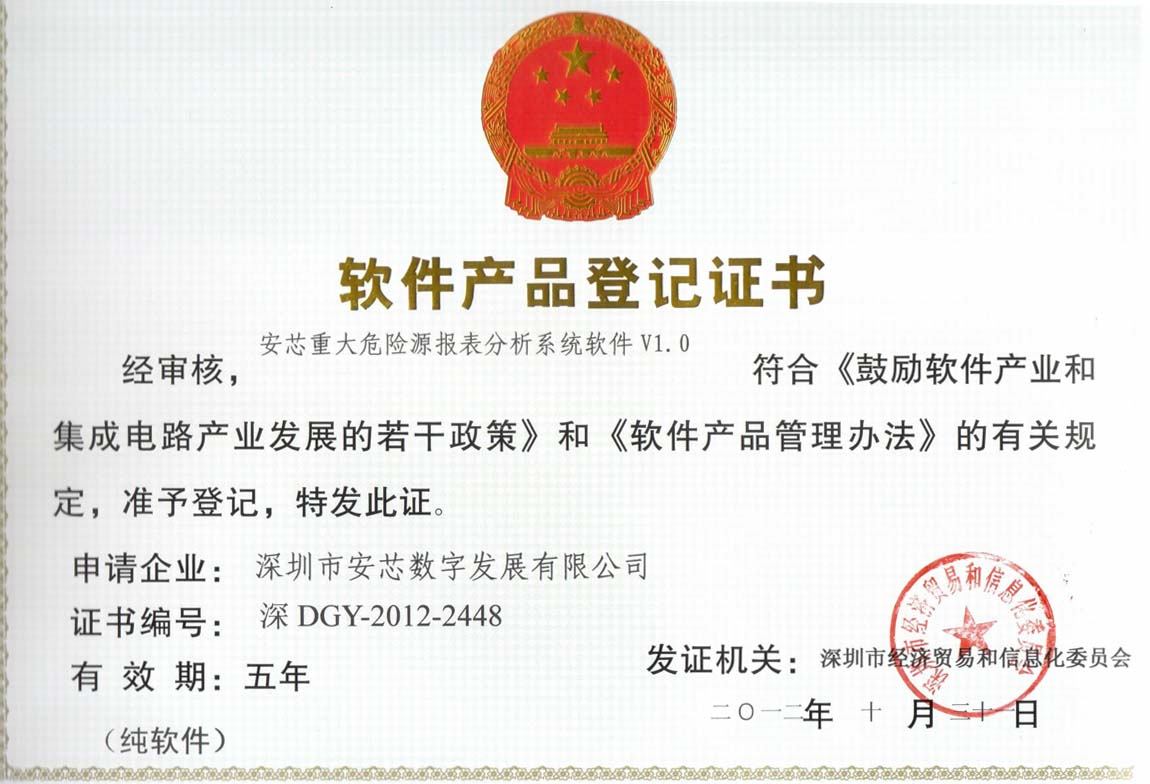 软件产品登记证书
安芯重大危险源报表分析系统软件 V1.0
经审核， 符合《鼓励软件产业和
集成电路产业发展的若干政策》和《软件产品管理办法》的有关规
定，准予登记，特发此证。
申请企业：深圳市安芯数字发展有限公司
证书编号：深 DGY-2012-2448
有效期：五年
（纯软件）
发证机关：深圳市经济贸易和信息化委员会
二〇一二年 十 月 三十一日
深圳市经济贸易和信息化委员会